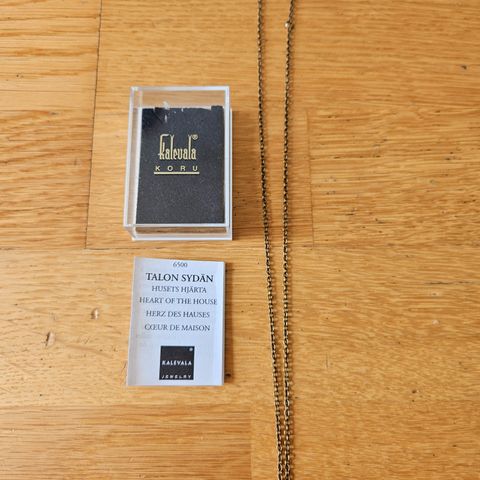 kalevala®
KORU
6500
TALON SYDÄN
HUSETS HJÄRTA
HEART OF THE HOUSE
HERZ DES HAUSES
CŒUR DE MAISON
®
KALEVALA
JEWELRY